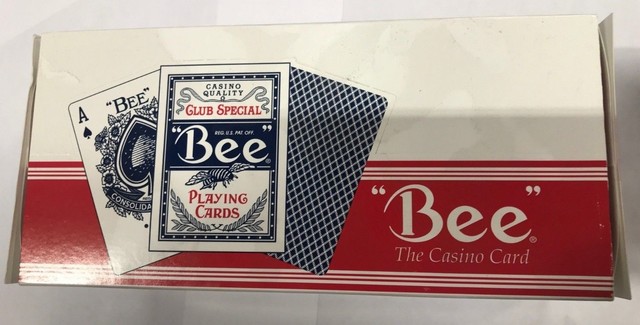 A
"BEE"
CONSOLIDA
CASINO
QUALITY
CLUB SPECIAL
REG. U.S. PAT. OFF.
"Bee"®
PLAYING
CARDS
"Bee"®
The Casino Card